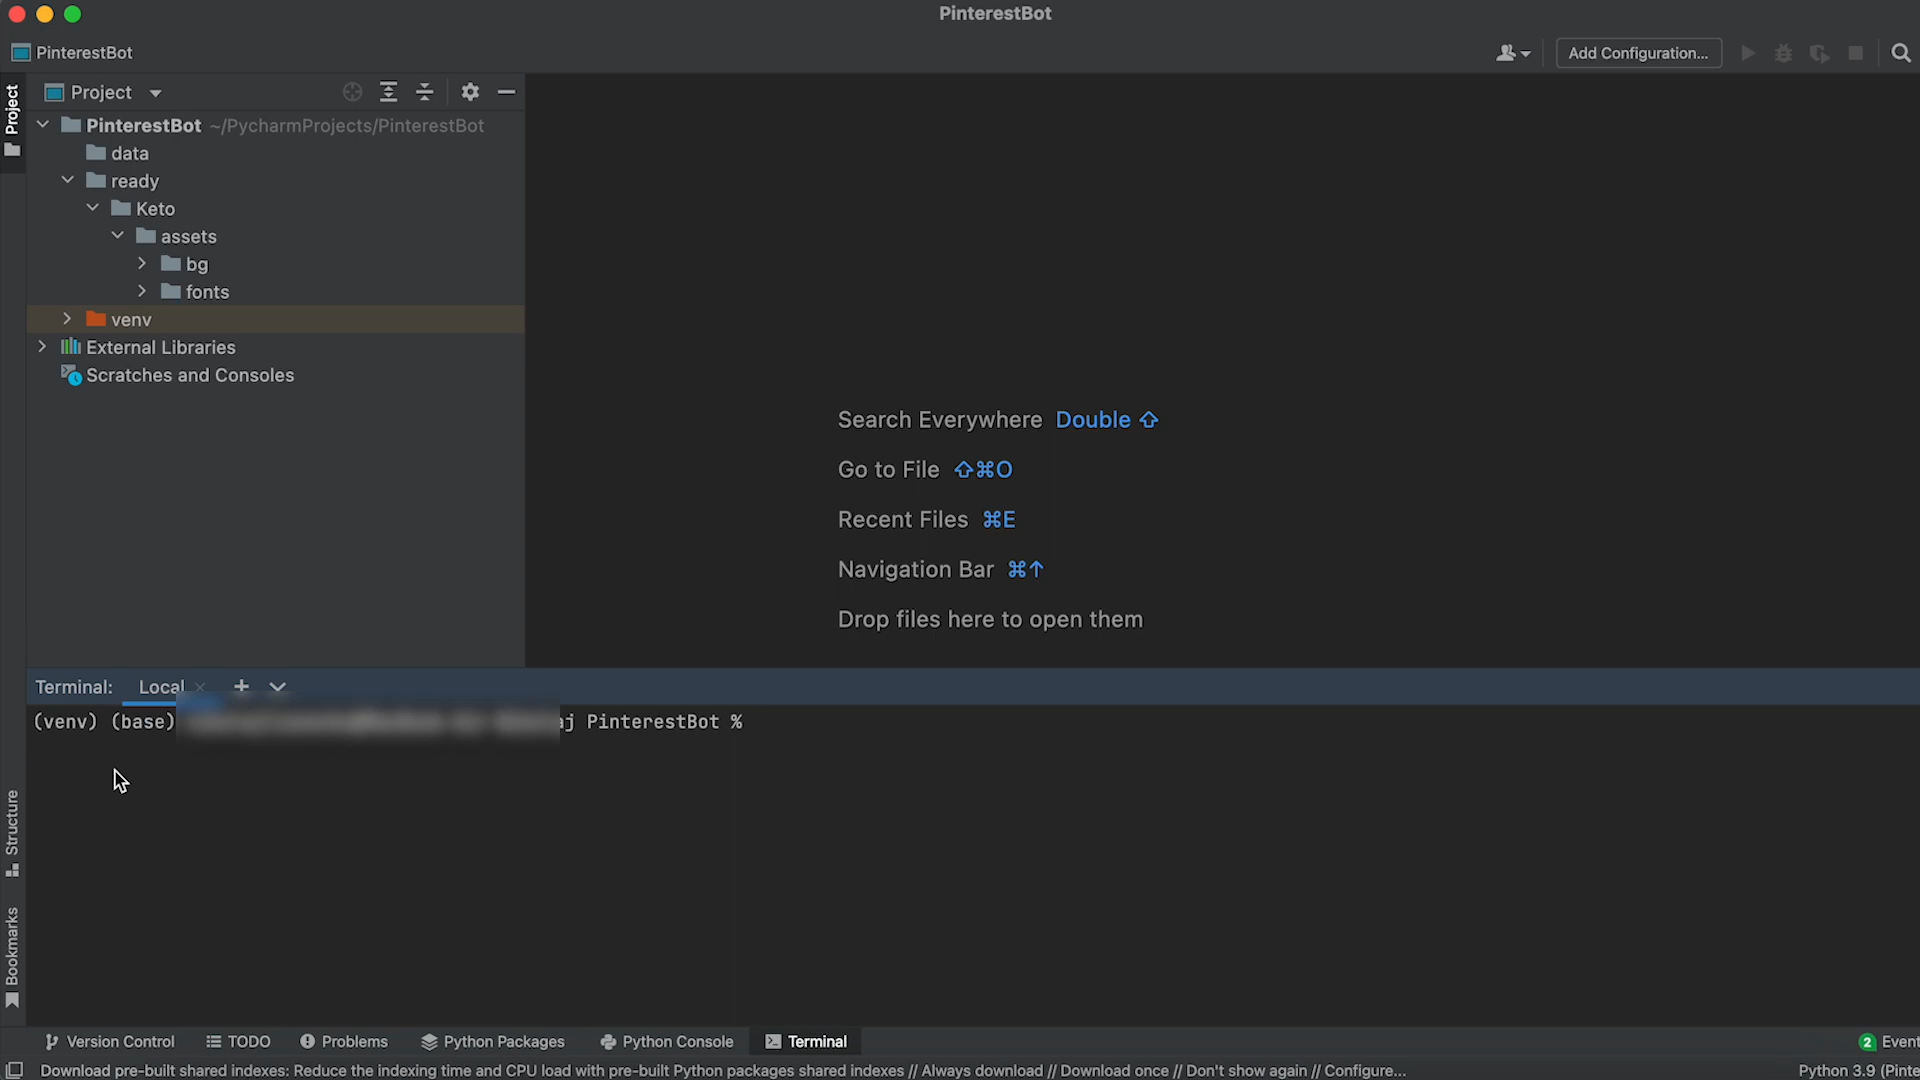 PinterestBot
PinterestBot
Add Configuration...
Project
Project
PinterestBot ~/PycharmProjects/PinterestBot
data
ready
Keto
assets
bg
fonts
venv
External Libraries
Scratches and Consoles
Search Everywhere Double ⇧
Go to File ⇧⌘O
Recent Files ⌘E
Navigation Bar ⌘↑
Drop files here to open them
Terminal: Local
(venv) (base) PinterestBot %
Structure
Bookmarks
Version Control TODO Problems Python Packages Python Console Terminal 2 Event
Download pre-built shared indexes: Reduce the indexing time and CPU load with pre-built Python packages shared indexes // Always download // Download once // Don't show again // Configure... Python 3.9 (Pinte